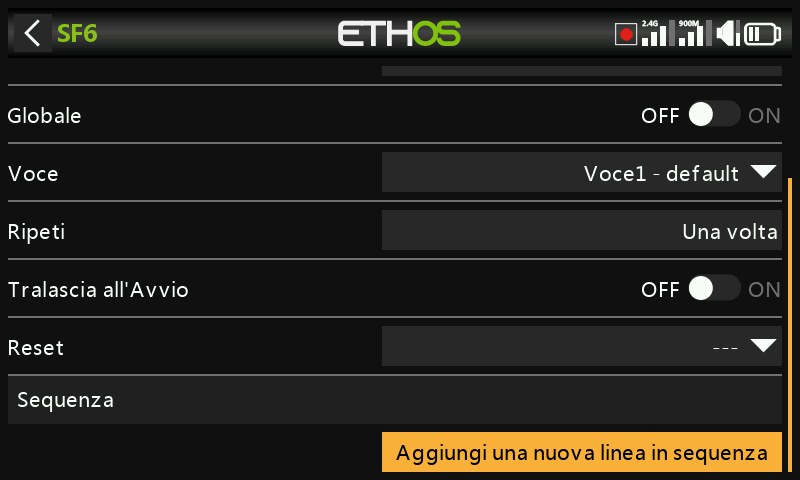 SF6
ETHOS
2.4G
900M
Globale
OFF ON
Voce
Voce1 - default
Ripeti
Una volta
Tralascia all'Avvio
OFF ON
Reset
---
Sequenza
Aggiungi una nuova linea in sequenza